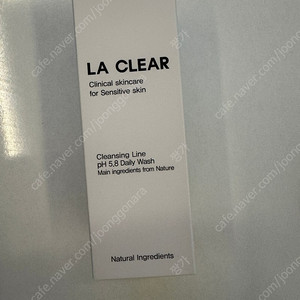 LA CLEAR
Clinical skincare
for Sensitive skin
Cleansing Line
pH 5,8 Daily Wash
Main ingredients from Nature
Natural Ingredients
cafe.naver.com/joonggonara